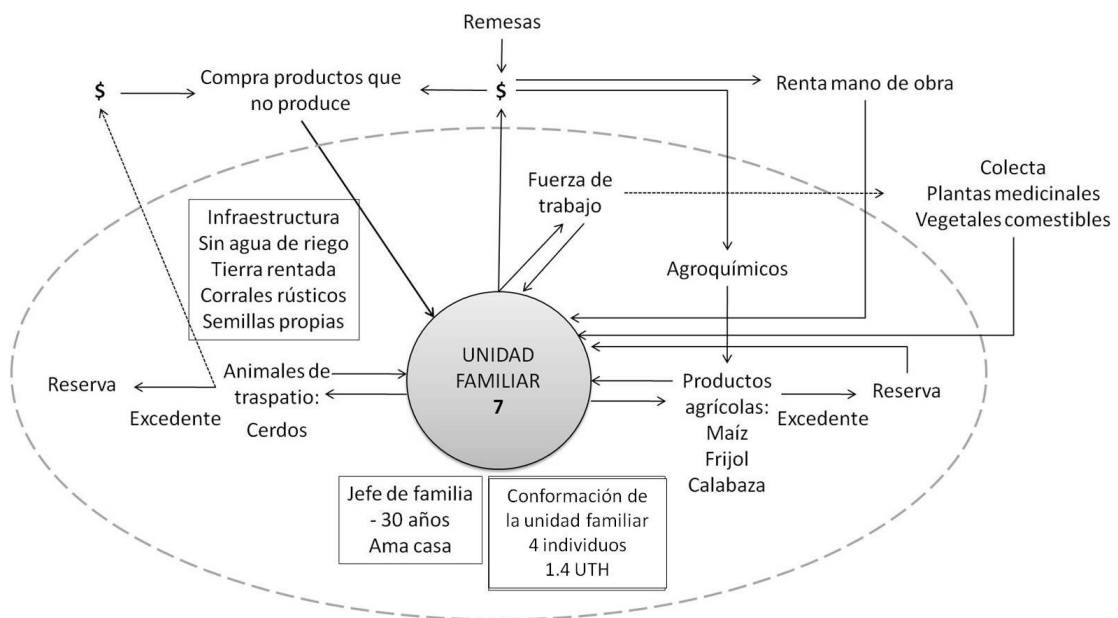 Remesas
$
Compra productos que
no produce
$
Renta mano de obra
Colecta
Plantas medicinales
Vegetales comestibles
Fuerza de
trabajo
Infraestructura
Sin agua de riego
Tierra rentada
Corrales rústicos
Semillas propias
Agroquímicos
UNIDAD
FAMILIAR
7
Reserva
Excedente
Animales de
traspatio:
Cerdos
Productos
agrícolas:
Maíz
Frijol
Calabaza
Excedente
Reserva
Jefe de familia
- 30 años
Ama casa
Conformación de
la unidad familiar
4 individuos
1.4 UTH